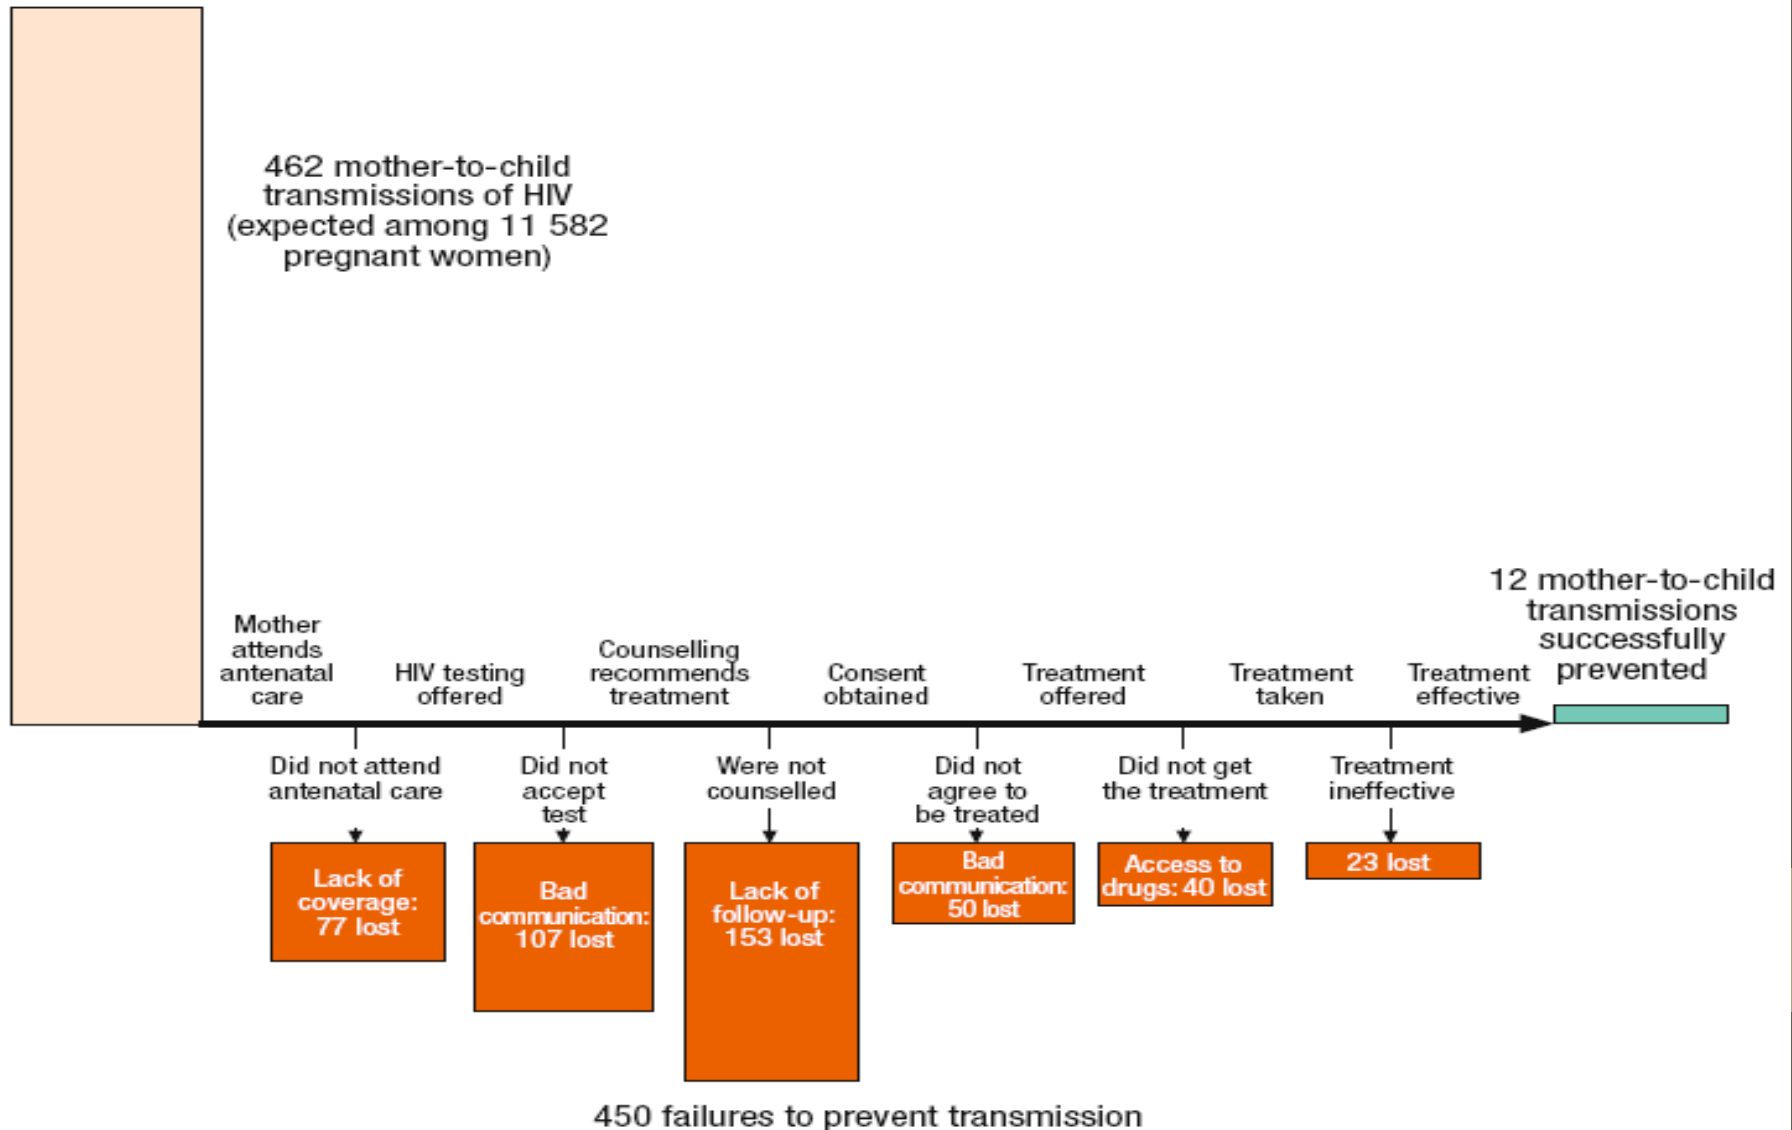 462 mother-to-child
transmissions of HIV
(expected among 11 582
pregnant women)
12 mother-to-child
transmissions
successfully
prevented
Mother
attends
antenatal
care
HIV testing
offered
Counselling
recommends
treatment
Consent
obtained
Treatment
offered
Treatment
taken
Treatment
effective
Did not attend
antenatal care
Did not
accept
test
Were not
counselled
Did not
agree to
be treated
Did not get
the treatment
Treatment
ineffective
Lack of
coverage:
77 lost
Bad
communication:
107 lost
Lack of
follow-up:
153 lost
Bad
communication:
50 lost
Access to
drugs: 40 lost
23 lost
450 failures to prevent transmission